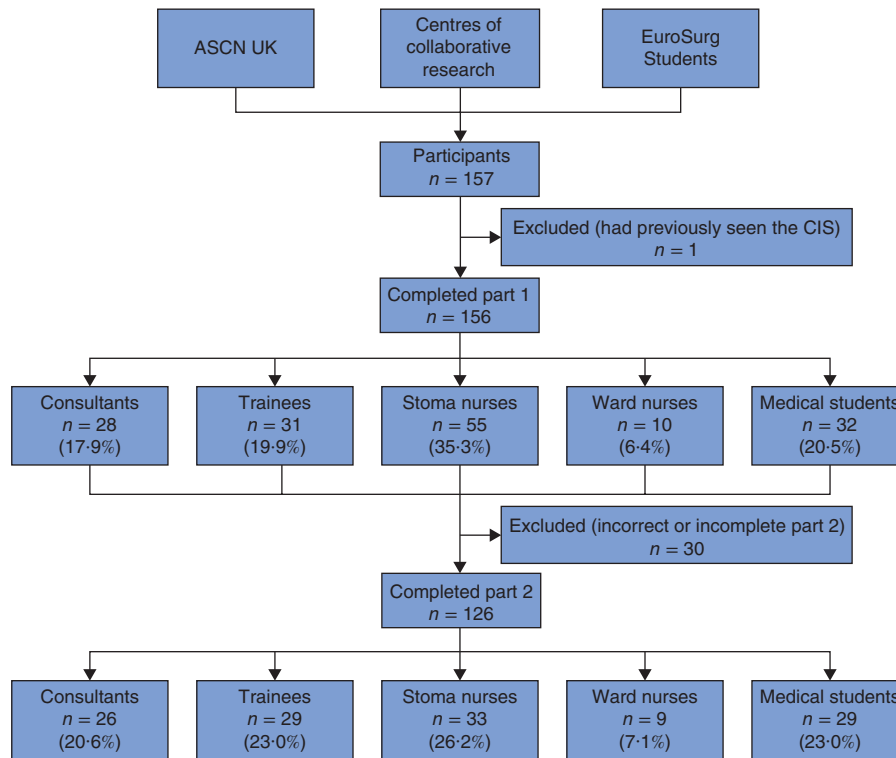 ASCN UK
Centres of
collaborative
research
EuroSurg
Students
Participants
n = 157
Excluded (had previously seen the CIS)
n = 1
Completed part 1
n = 156
Consultants
n = 28
(17·9%)
Trainees
n = 31
(19·9%)
Stoma nurses
n = 55
(35·3%)
Ward nurses
n = 10
(6·4%)
Medical students
n = 32
(20·5%)
Excluded (incorrect or incomplete part 2)
n = 30
Completed part 2
n = 126
Consultants
n = 26
(20·6%)
Trainees
n = 29
(23·0%)
Stoma nurses
n = 33
(26·2%)
Ward nurses
n = 9
(7·1%)
Medical students
n = 29
(23·0%)